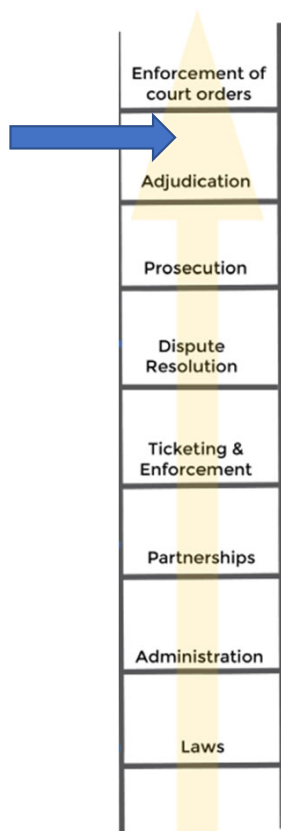 Enforcement of
court orders
Adjudication
Prosecution
Dispute
Resolution
Ticketing &
Enforcement
Partnerships
Administration
Laws